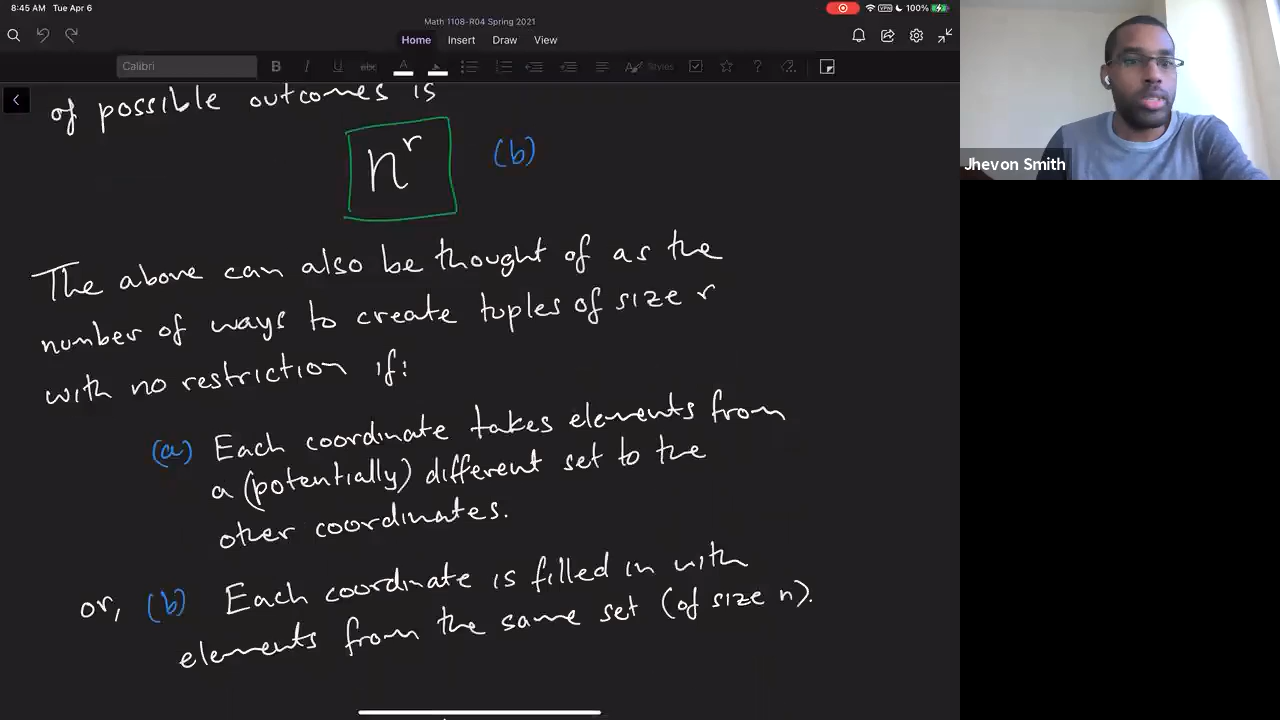 8:45 AM Tue Apr 6
VPN 100%
Math 1108-R04 Spring 2021
Home Insert Draw View
Calibri B I U abc A Styles
of possible outcomes is
n^r (b)
The above can also be thought of as the
number of ways to create tuples of size r
with no restriction if:
(a) Each coordinate takes elements from
a (potentially) different set to the
other coordinates.
or, (b) Each coordinate is filled in with
elements from the same set (of size n).
Jhevon Smith